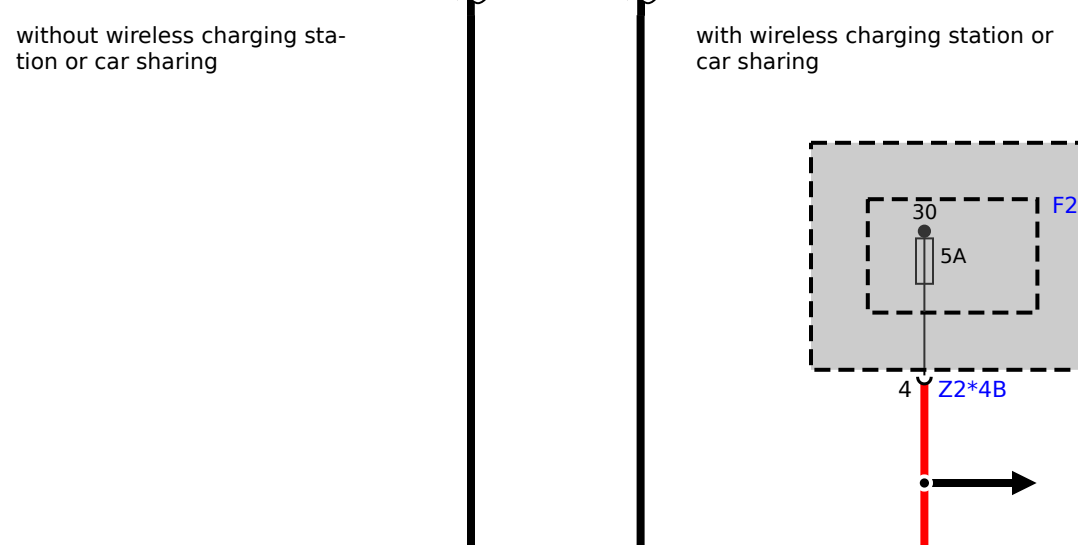 without wireless charging sta-
tion or car sharing
with wireless charging station or
car sharing
30
F2
5A
4 Z2*4B